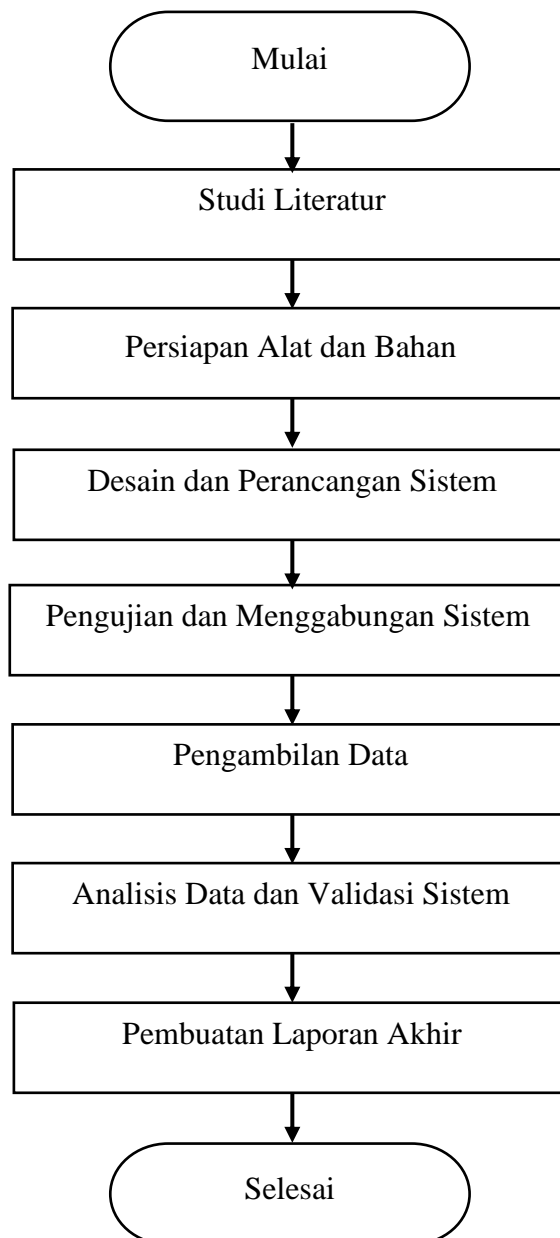 Mulai
Studi Literatur
Persiapan Alat dan Bahan
Desain dan Perancangan Sistem
Pengujian dan Menggabungan Sistem
Pengambilan Data
Analisis Data dan Validasi Sistem
Pembuatan Laporan Akhir
Selesai